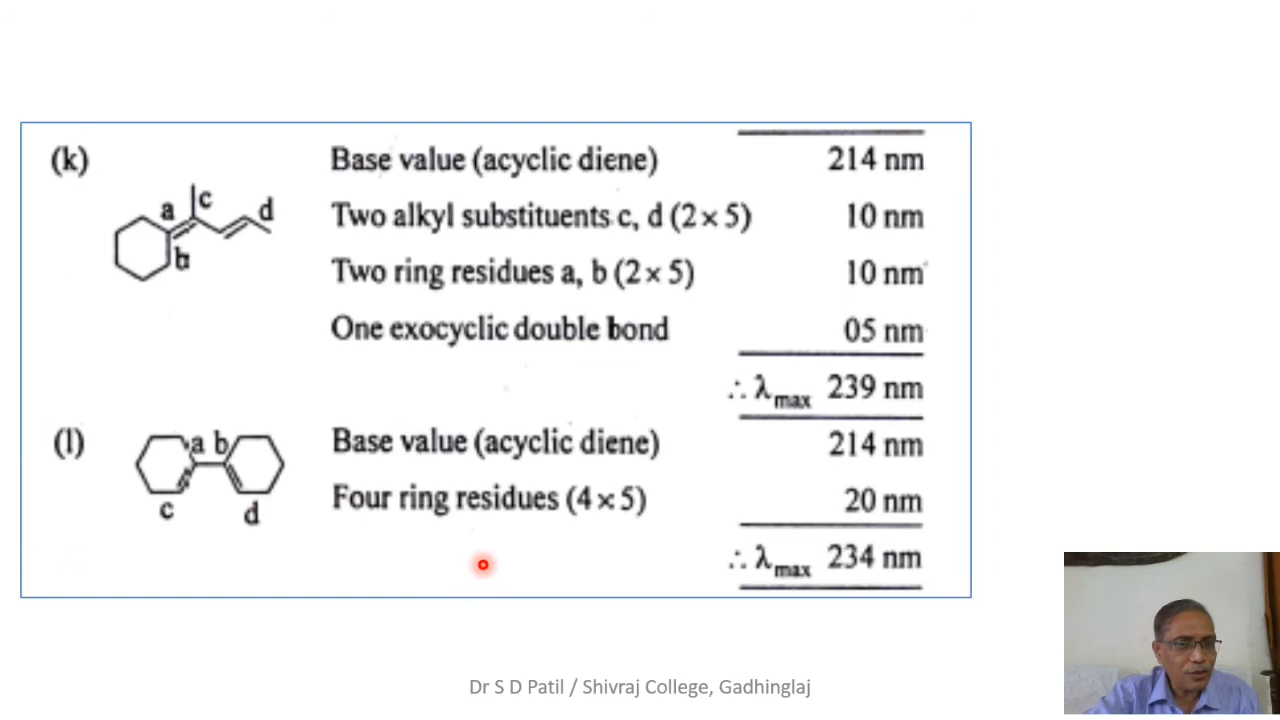 (k) Base value (acyclic diene) 214 nm
a c d b
Two alkyl substituents c, d (2 × 5) 10 nm
Two ring residues a, b (2 × 5) 10 nm
One exocyclic double bond 05 nm
∴ λmax 239 nm
(l) Base value (acyclic diene) 214 nm
a b c d
Four ring residues (4 × 5) 20 nm
∴ λmax 234 nm
Dr S D Patil / Shivraj College, Gadhinglaj